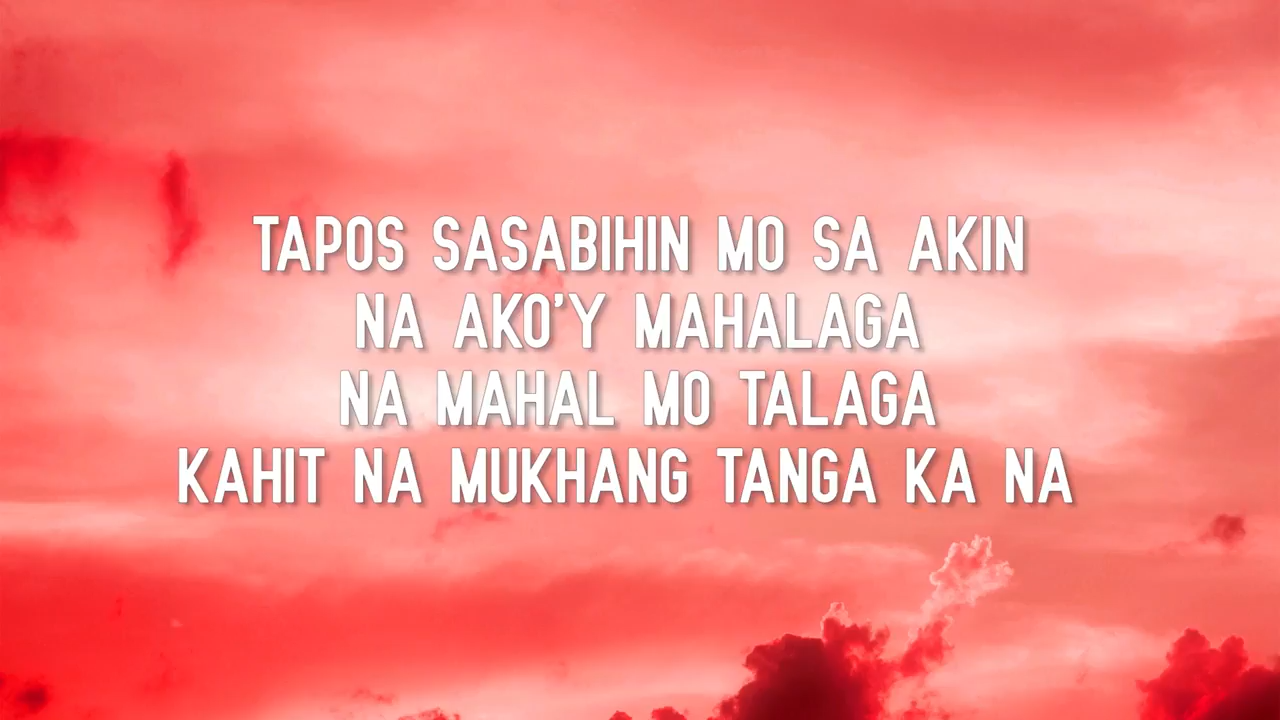 TAPOS SASABIHIN MO SA AKIN
NA AKO'Y MAHALAGA
NA MAHAL MO TALAGA
KAHIT NA MUKHANG TANGA KA NA